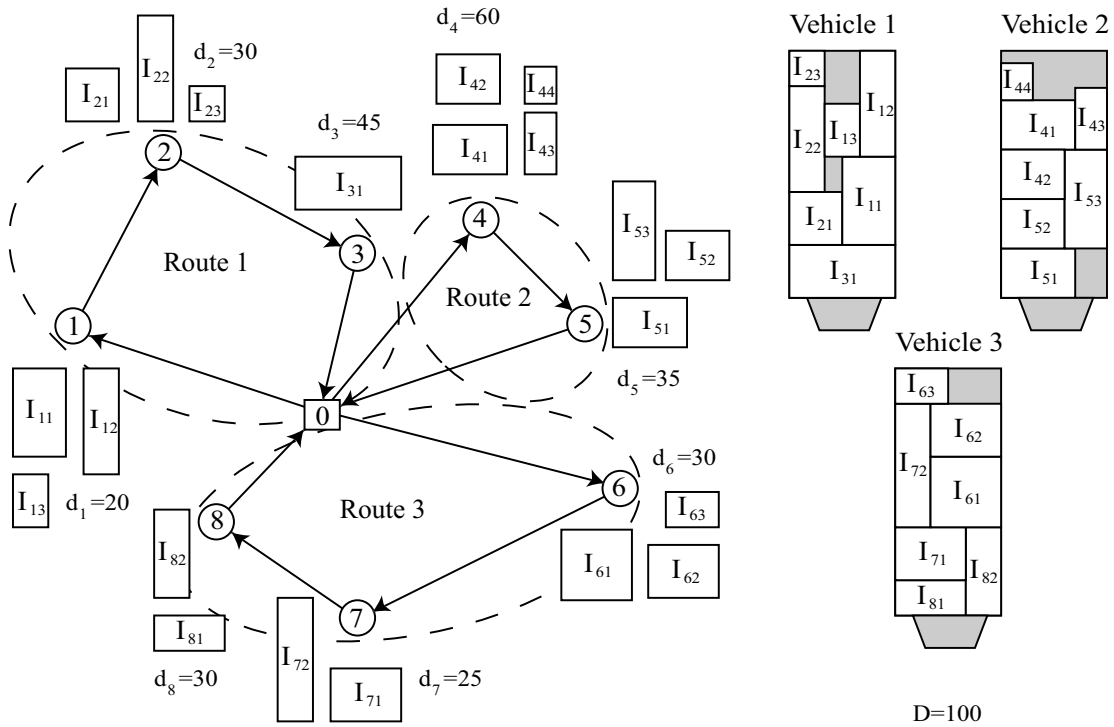 d₄=60
Vehicle 1
Vehicle 2
I₂₁
I₂₂
d₂=30
I₂₃
I₄₂
I₄₄
d₃=45
I₄₁
I₄₃
I₃₁
2
3
4
5
1
Route 1
Route 2
I₅₃
I₅₂
I₅₁
d₅=35
0
I₁₁
I₁₂
I₁₃
d₁=20
Route 3
6
7
8
d₆=30
I₆₃
I₆₁
I₆₂
I₈₂
I₈₁
d₈=30
I₇₂
I₇₁
d₇=25
I₂₃
I₁₂
I₂₂
I₁₃
I₂₁
I₁₁
I₃₁
I₄₄
I₄₁
I₄₃
I₄₂
I₅₃
I₅₂
I₅₁
Vehicle 3
I₆₃
I₆₂
I₇₂
I₆₁
I₇₁
I₈₂
I₈₁
D=100